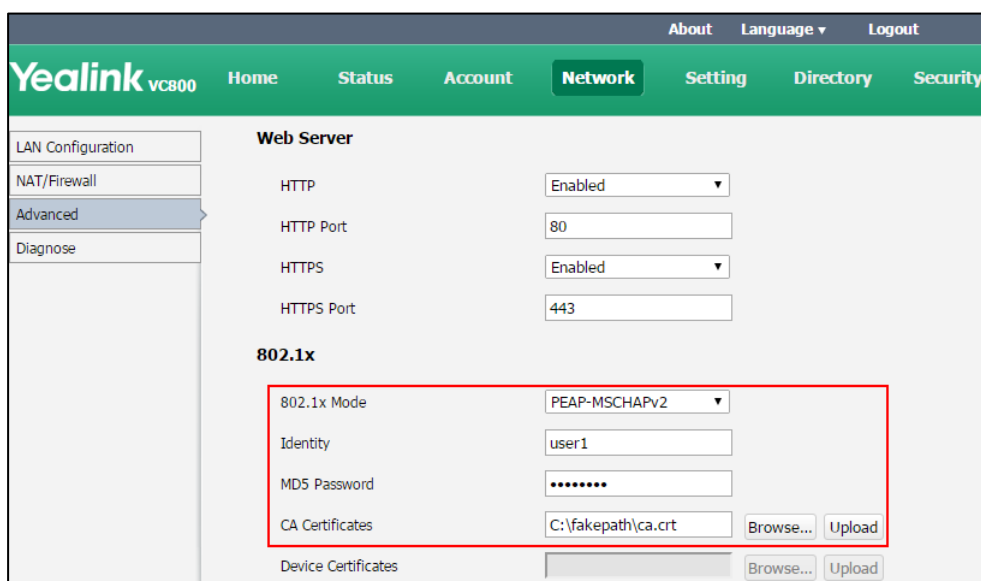 About Language ▾ Logout
Yealink VC800 Home Status Account Network Setting Directory Security
LAN Configuration
NAT/Firewall
Advanced
Diagnose
Web Server
HTTP Enabled
HTTP Port 80
HTTPS Enabled
HTTPS Port 443
802.1x
802.1x Mode PEAP-MSCHAPv2
Identity user1
MD5 Password ••••••••
CA Certificates C:\fakepath\ca.crt Browse... Upload
Device Certificates Browse... Upload